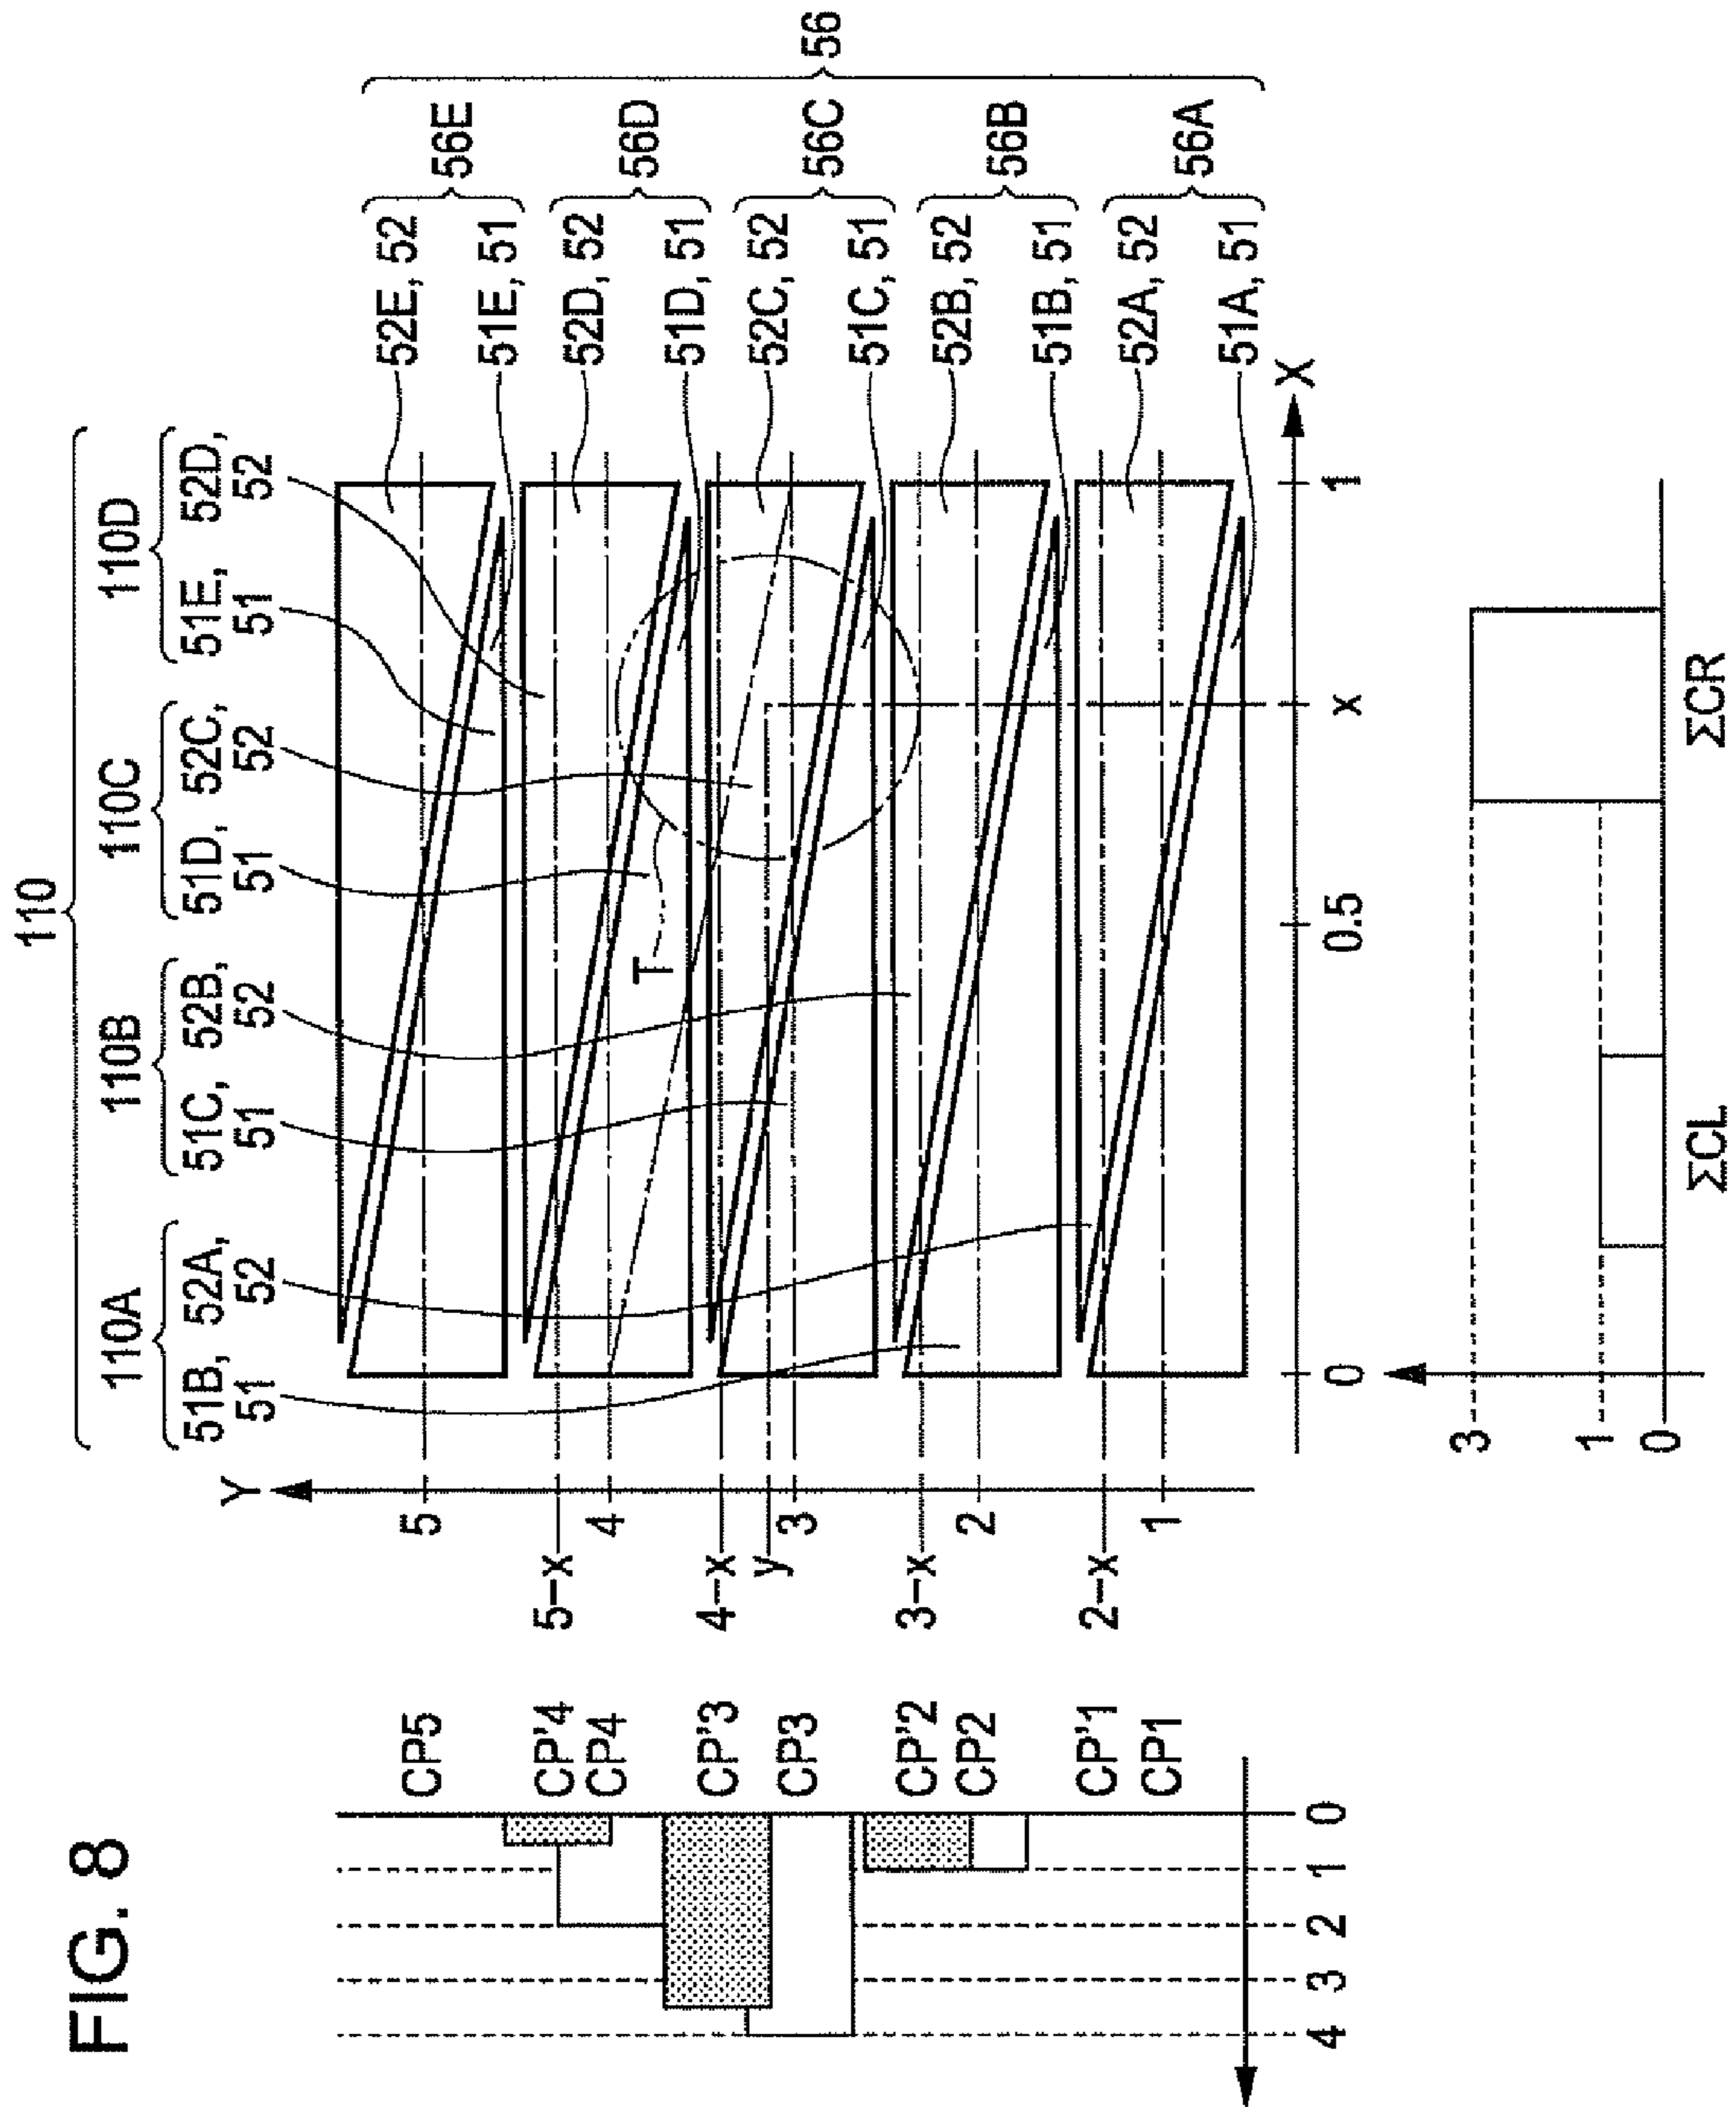 FIG. 8
110
110A
110B
110C
110D
51B, 52A,
51 52
51C, 52B,
51 52
51D, 52C,
51 52
51E, 52D,
51 52
Y
5
5-x
4
4-x
y
3
3-x
2
2-x
1
T
52E, 52
51E, 51
56E
52D, 52
51D, 51
56D
52C, 52
51C, 51
56C
52B, 52
51B, 51
56B
52A, 52
51A, 51
56A
56
0
0.5
x
1
X
CP5
CP'4
CP4
CP'3
CP3
CP'2
CP2
CP'1
CP1
4 3 2 1 0
3
1
0
ΣCL
ΣCR